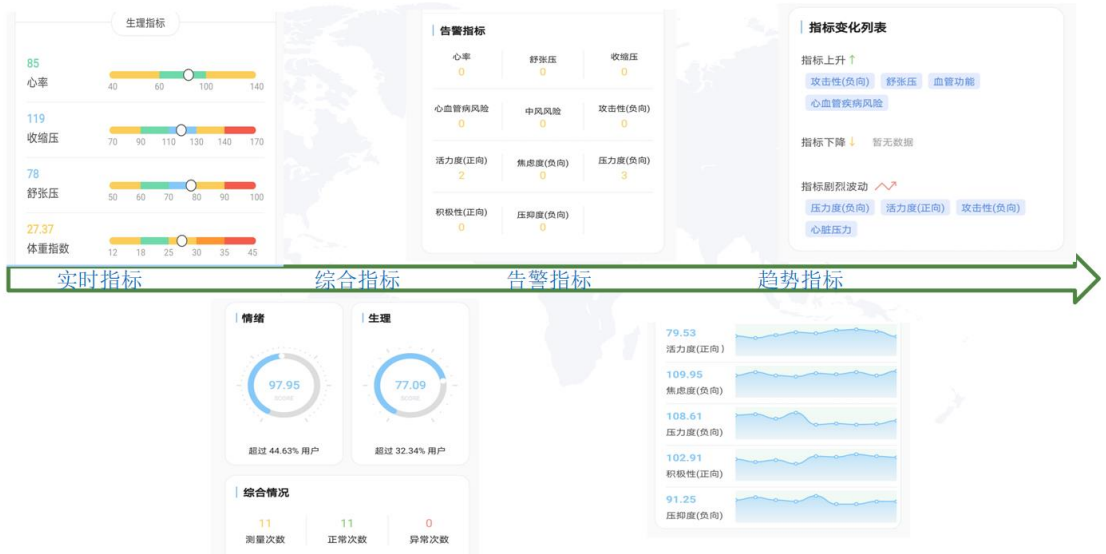 生理指标
85
心率
40 60 100 140
119
收缩压
70 90 110 130 140 170
78
舒张压
50 60 70 80 90 100
27.37
体重指数
12 18 25 30 35 45
告警指标
心率 舒张压 收缩压
0 0 0
心血管病风险 中风风险 攻击性(负向)
0 0 0
活力度(正向) 焦虑度(负向) 压力度(负向)
2 0 3
积极性(正向) 压抑度(负向)
0 0
指标变化列表
指标上升↑
攻击性(负向) 舒张压 血管功能
心血管疾病风险
指标下降↓ 暂无数据
指标剧烈波动
压力度(负向) 活力度(正向) 攻击性(负向)
心脏压力
实时指标 综合指标 告警指标 趋势指标
情绪
97.95
超过 44.63% 用户
生理
77.09
超过 32.34% 用户
综合情况
11 11 0
测量次数 正常次数 异常次数
79.53
活力度(正向)
109.95
焦虑度(负向)
108.61
压力度(负向)
102.91
积极性(正向)
91.25
压抑度(负向)